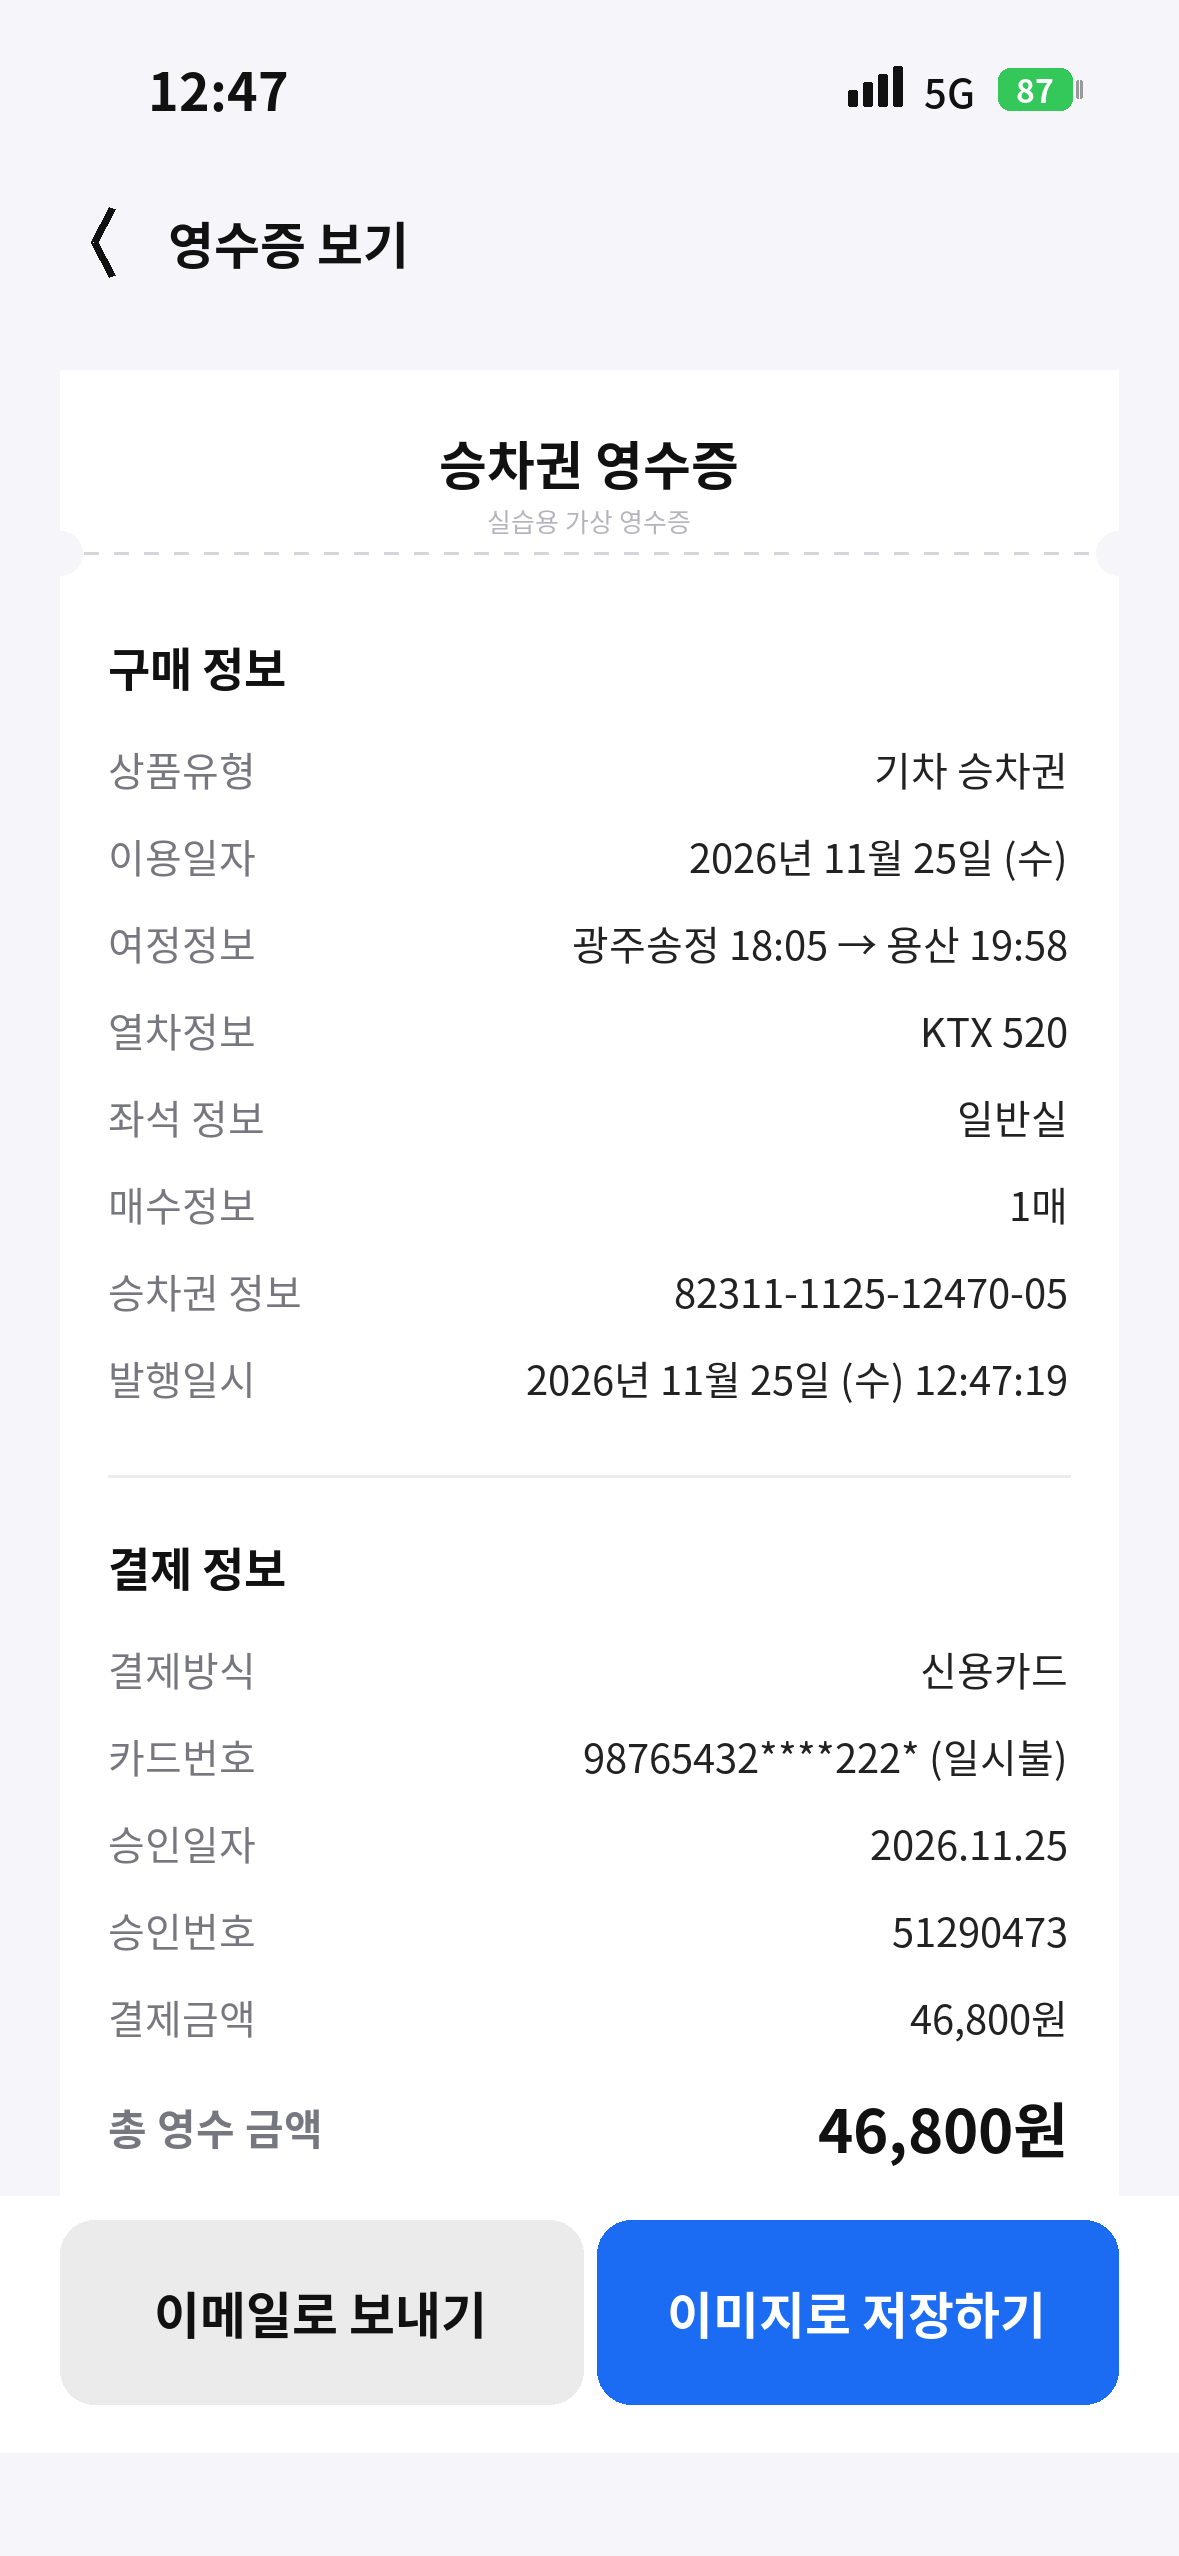 12:47 5G 87
영수증 보기
승차권 영수증
실습용 가상 영수증
구매 정보
상품유형 기차 승차권
이용일자 2026년 11월 25일 (수)
여정정보 광주송정 18:05 → 용산 19:58
열차정보 KTX 520
좌석 정보 일반실
매수정보 1매
승차권 정보 82311-1125-12470-05
발행일시 2026년 11월 25일 (수) 12:47:19
결제 정보
결제방식 신용카드
카드번호 98765432****222* (일시불)
승인일자 2026.11.25
승인번호 51290473
결제금액 46,800원
총 영수 금액 46,800원
이메일로 보내기 이미지로 저장하기